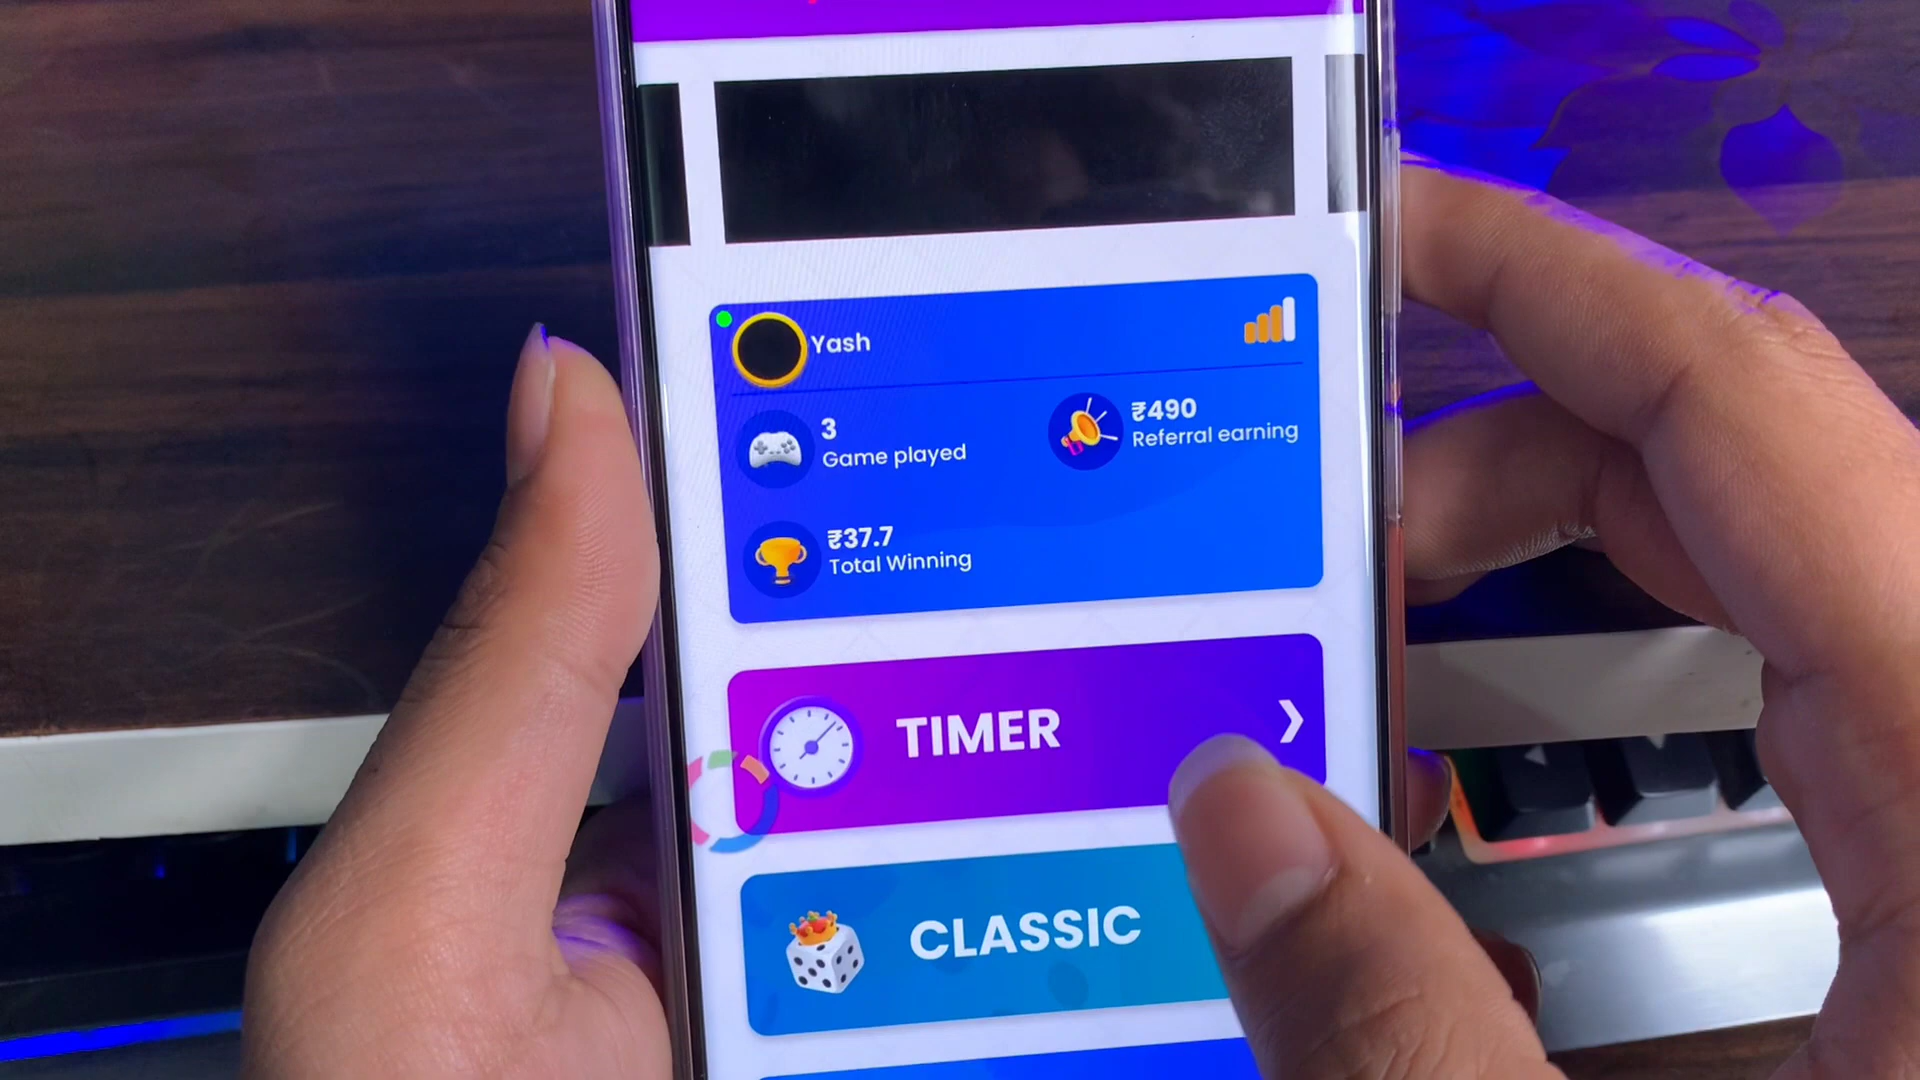 Yash
3
Game played
₹490
Referral earning
₹37.7
Total Winning
TIMER
CLASSIC